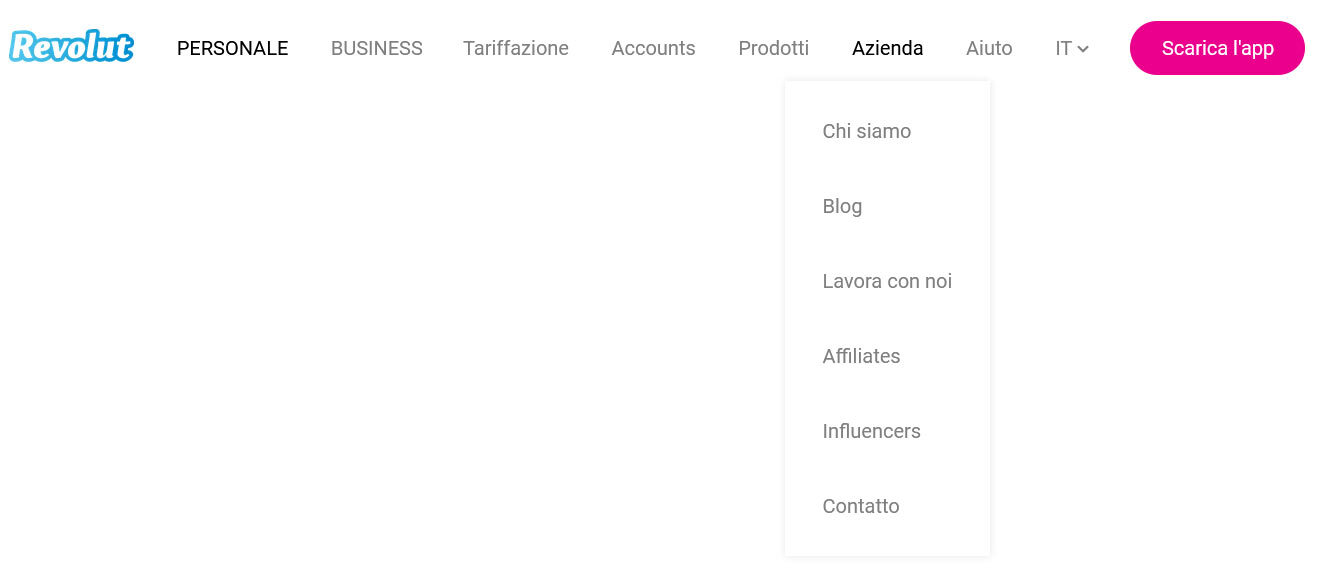 Revolut PERSONALE BUSINESS Tariffazione Accounts Prodotti Azienda Aiuto IT Scarica l'app
Chi siamo
Blog
Lavora con noi
Affiliates
Influencers
Contatto